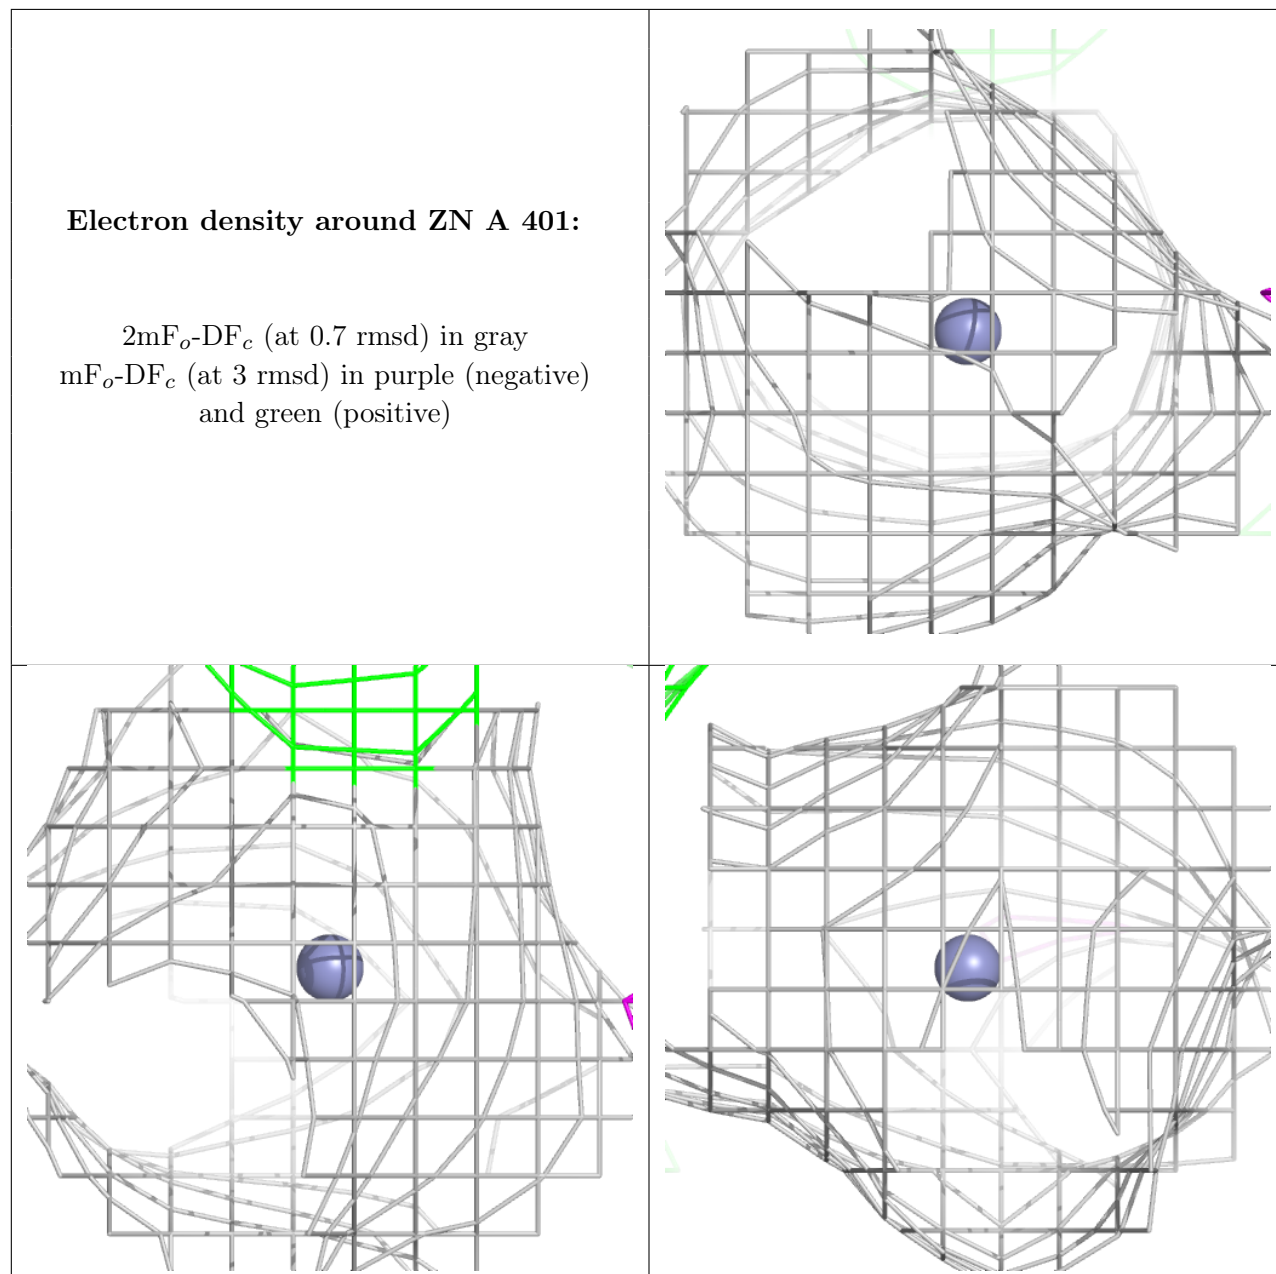 Electron density around ZN A 401:
2mFo-DFc (at 0.7 rmsd) in gray
mFo-DFc (at 3 rmsd) in purple (negative)
and green (positive)